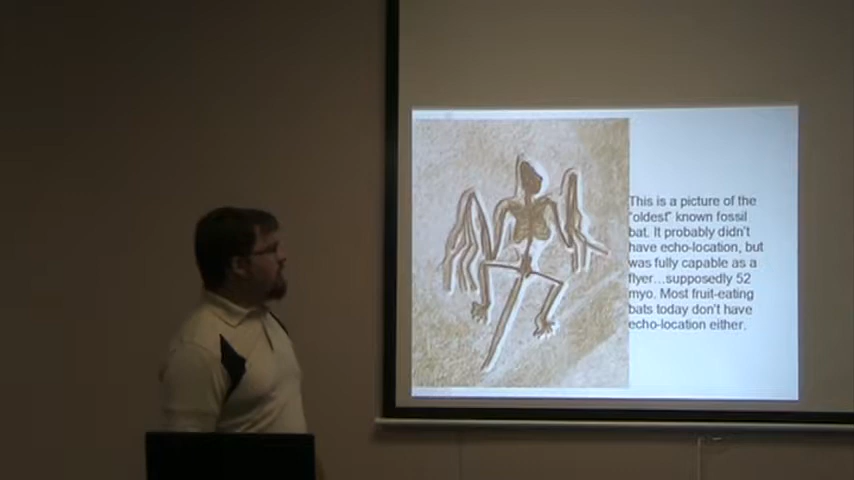 This is a picture of the
"oldest" known fossil
bat. It probably didn't
have echo-location, but
was fully capable as a
flyer...supposedly 52
myo. Most fruit-eating
bats today don't have
echo-location either.